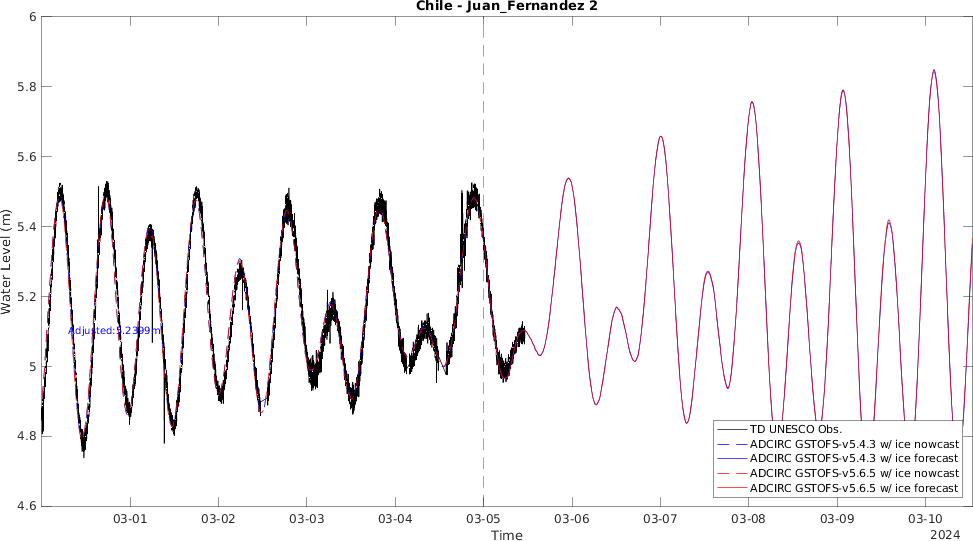 Chile - Juan_Fernandez 2
6
5.8
5.6
5.4
5.2
5
4.8
4.6
Water Level (m)
Adjusted:5.2399m
TD UNESCO Obs.
ADCIRC GSTOFS-v5.4.3 w/ ice nowcast
ADCIRC GSTOFS-v5.4.3 w/ ice forecast
ADCIRC GSTOFS-v5.6.5 w/ ice nowcast
ADCIRC GSTOFS-v5.6.5 w/ ice forecast
03-01 03-02 03-03 03-04 03-05 03-06 03-07 03-08 03-09 03-10
Time
2024